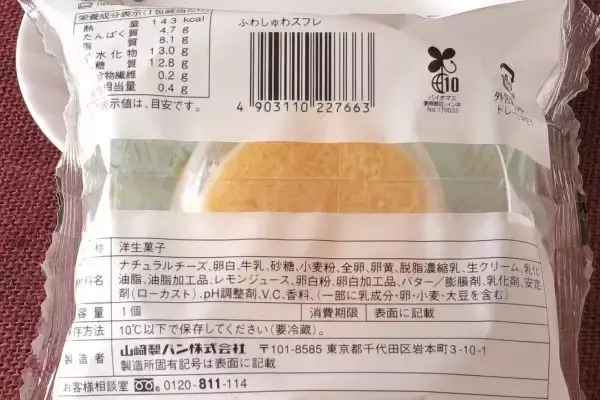 栄養成分表示(1包装当たり)
ふわしゅわスフレ
熱 量 143 kcal
たんぱく質 4.7 g
脂 質 8.1 g
水化物 13.0 g
糖 質 12.8 g
食物繊維 0.2 g
相当量 0.4 g
表示値は、目安です。
4 903110 227663
10
バイオマス
No.170033
外包
トレー:PET
称 洋生菓子
ナチュラルチーズ、卵白、牛乳、砂糖、小麦粉、全卵、卵黄、脱脂濃縮乳、生クリーム、乳化
料名 油脂、油脂加工品、レモンジュース、卵白粉、卵白加工品、バター/膨脹剤、乳化剤、安定
剤(ローカスト)、pH調整剤、V.C、香料、(一部に乳成分・卵・小麦・大豆を含む)
容量 1個 消費期限 表面に記載
存方法 10℃以下で保存してください(要冷蔵)。
製造者 山崎製パン株式会社 〒101-8585 東京都千代田区岩本町3-10-1
製造所固有記号は表面に記載
お客様相談室 0120-811-114